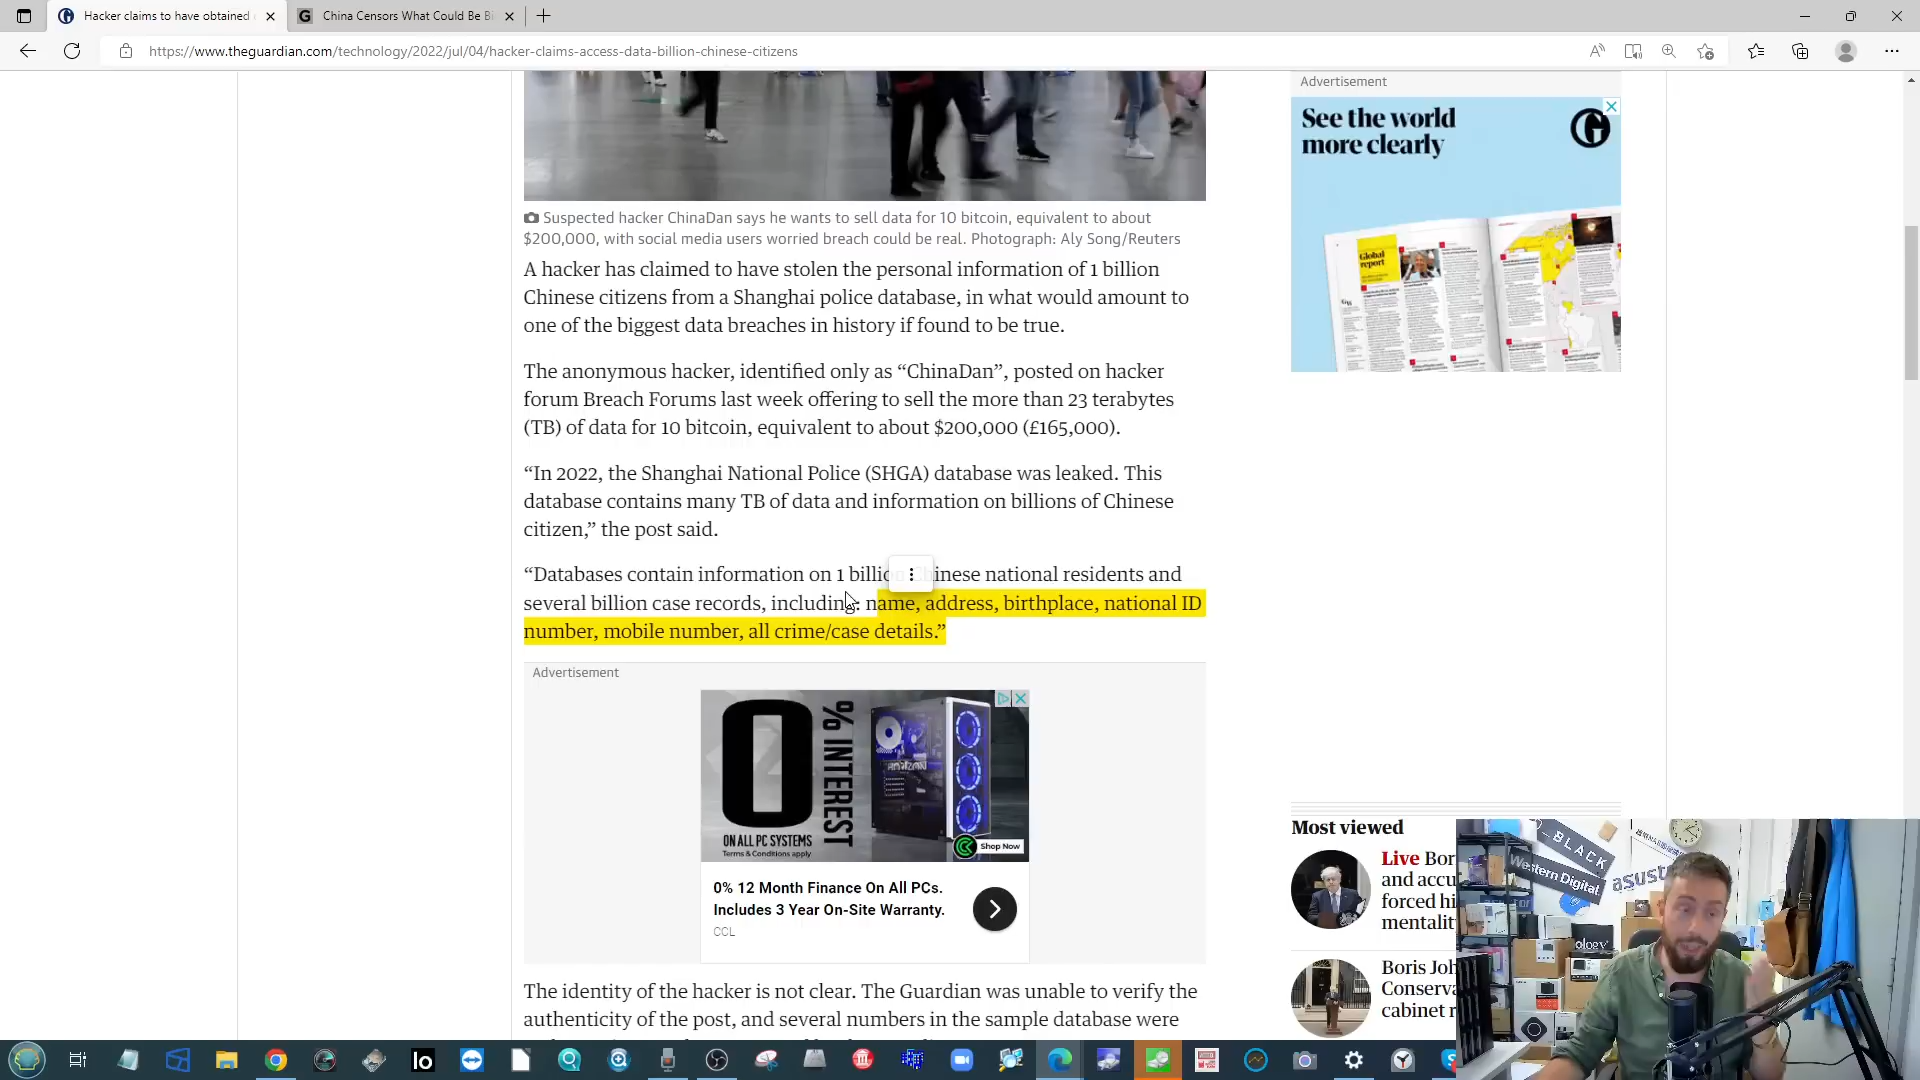 Hacker claims to have obtained
China Censors What Could Be Bi
https://www.theguardian.com/technology/2022/jul/04/hacker-claims-access-data-billion-chinese-citizens
Suspected hacker ChinaDan says he wants to sell data for 10 bitcoin, equivalent to about
$200,000, with social media users worried breach could be real. Photograph: Aly Song/Reuters
A hacker has claimed to have stolen the personal information of 1 billion
Chinese citizens from a Shanghai police database, in what would amount to
one of the biggest data breaches in history if found to be true.
The anonymous hacker, identified only as “ChinaDan”, posted on hacker
forum Breach Forums last week offering to sell the more than 23 terabytes
(TB) of data for 10 bitcoin, equivalent to about $200,000 (£165,000).
“In 2022, the Shanghai National Police (SHGA) database was leaked. This
database contains many TB of data and information on billions of Chinese
citizen,” the post said.
“Databases contain information on 1 billion Chinese national residents and
several billion case records, including: name, address, birthplace, national ID
number, mobile number, all crime/case details.”
Advertisement
0% INTEREST
ON ALL PC SYSTEMS
Terms & Conditions apply
Shop Now
0% 12 Month Finance On All PCs.
Includes 3 Year On-Site Warranty.
CCL
The identity of the hacker is not clear. The Guardian was unable to verify the
authenticity of the post, and several numbers in the sample database were
Advertisement
See the world
more clearly
Global
report
Most viewed
Live Bor
and accu
forced hi
mentalit
Boris Joh
Conserva
cabinet r
BLACK
Western Digital
asust
ology
Io